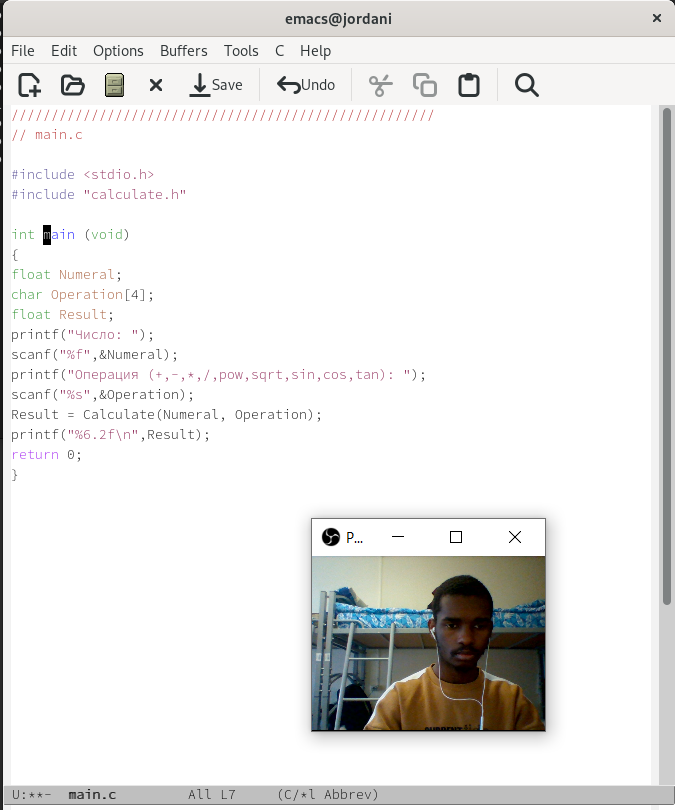 emacs@jordani
File Edit Options Buffers Tools C Help
Save Undo
/////////////////////////////////////////////////////
// main.c
#include <stdio.h>
#include "calculate.h"
int main (void)
{
float Numeral;
char Operation[4];
float Result;
printf("Число: ");
scanf("%f",&Numeral);
printf("Операция (+,-,*,/,pow,sqrt,sin,cos,tan): ");
scanf("%s",&Operation);
Result = Calculate(Numeral, Operation);
printf("%6.2f\n",Result);
return 0;
}
P...
U:**- main.c All L7 (C/*l Abbrev)